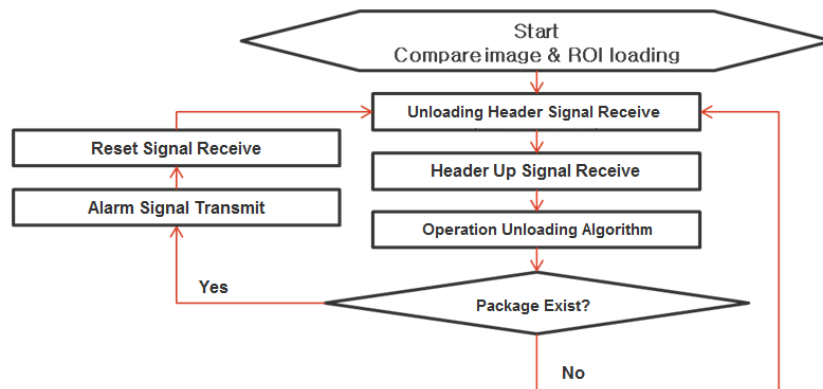 Start
Compare image & ROI loading
Unloading Header Signal Receive
Reset Signal Receive
Header Up Signal Receive
Alarm Signal Transmit
Operation Unloading Algorithm
Yes
Package Exist?
No